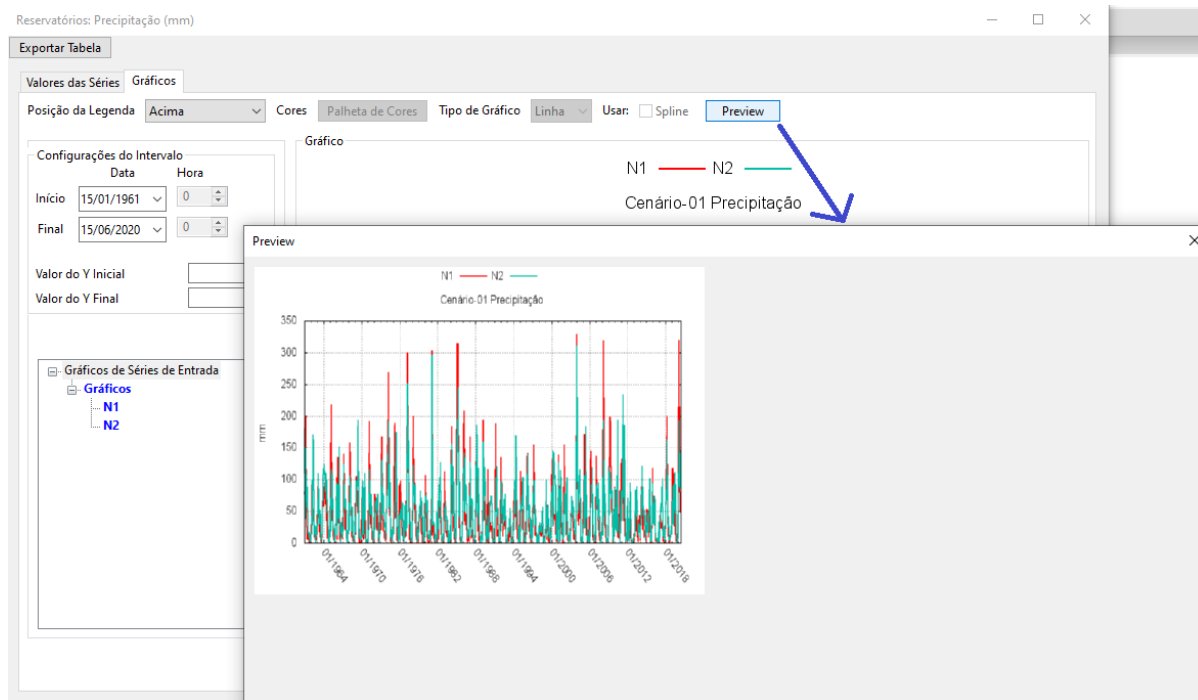 Reservatórios: Precipitação (mm)
Exportar Tabela
Valores das Séries Gráficos
Posição da Legenda Acima Cores Palheta de Cores Tipo de Gráfico Linha Usar: Spline Preview
Configurações do Intervalo
Data Hora
Início 15/01/1961 0
Final 15/06/2020 0
Valor do Y Inicial
Valor do Y Final
Gráficos de Séries de Entrada
Gráficos
N1
N2
Gráfico
N1 N2
Cenário-01 Precipitação
Preview
N1 N2
Cenário-01 Precipitação
350
300
250
200
150
100
50
0
mm
01/1964 01/1970 01/1976 01/1982 01/1988 01/1994 01/2000 01/2006 01/2012 01/2018